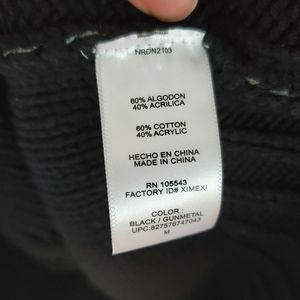 NRDN2103
60% ALGODON
40% ACRILICA
60% COTTON
40% ACRYLIC
HECHO EN CHINA
MADE IN CHINA
RN 105543
FACTORY ID# XIMEXI
COLOR :
BLACK / GUNMETAL
UPC:827576747043
M